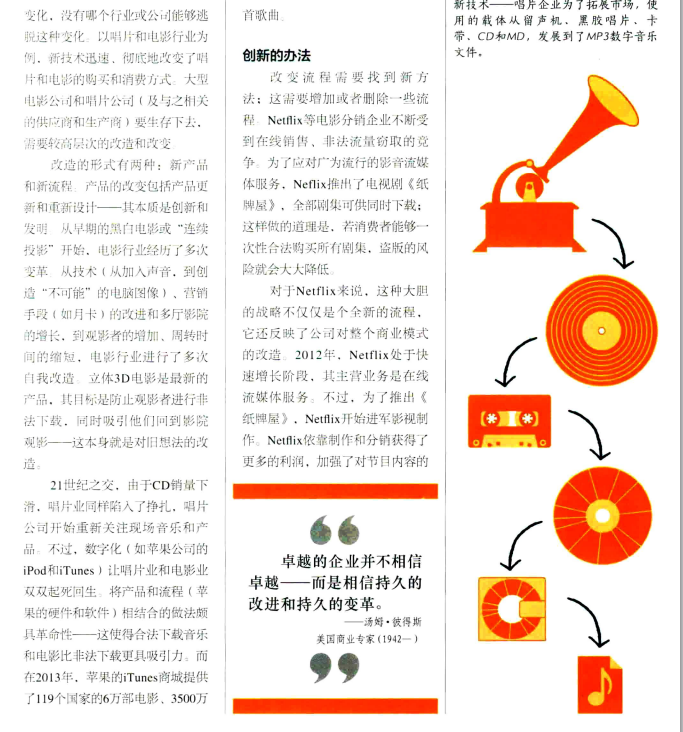 变化，没有哪个行业或公司能够逃
脱这种变化。以唱片和电影行业为
例，新技术迅速、彻底地改变了唱
片和电影的购买和消费方式。大型
电影公司和唱片公司（及与之相关
的供应商和生产商）要生存下去，
需要较高层次的改造和改变
改造的形式有两种：新产品
和新流程。产品的改变包括产品更
新和重新设计——其本质是创新和
发明。从早期的黑白电影或“连续
投影”开始，电影行业经历了多次
变革。从技术（从加入声音，到创
造“不可能”的电脑图像）、营销
手段（如月卡）的改进和多厅影院
的增长，到观影者的增加、周转时
间的缩短，电影行业进行了多次
自我改造。立体3D电影是最新的
产品，其目标是防止观影者进行非
法下载，同时吸引他们回到影院
观影——这本身就是对旧想法的改
造。
21世纪之交，由于CD销量下
滑，唱片业同样陷入了挣扎，唱片
公司开始重新关注现场音乐和产
品。不过，数字化（如苹果公司的
iPod和iTunes）让唱片业和电影业
双双起死回生。将产品和流程（苹
果的硬件和软件）相结合的做法颇
具革命性——这使得合法下载音乐
和电影比非法下载更具吸引力。而
在2013年，苹果的iTunes商城提供
了119个国家的6万部电影、3500万
首歌曲。
创新的办法
改变流程需要找到新方
法；这需要增加或者删除一些流
程。Netflix等电影分销企业不断受
到在线销售、非法流量窃取的竞
争。为了应对广为流行的影音流媒
体服务，Neflix推出了电视剧《纸
牌屋》，全部剧集可供同时下载；
这样做的道理是，若消费者能够一
次性合法购买所有剧集，盗版的风
险就会大大降低。
对于Netflix来说，这种大胆
的战略不仅仅是个全新的流程，
它还反映了公司对整个商业模式
的改造。2012年，Netflix处于快
速增长阶段，其主营业务是在线
流媒体服务。不过，为了推出《
纸牌屋》，Netflix开始进军影视制
作。Netflix依靠制作和分销获得了
更多的利润，加强了对节目内容的
卓越的企业并不相信
卓越——而是相信持久的
改进和持久的变革。
——汤姆·彼得斯
美国商业专家(1942—)
新技术——唱片企业为了拓展市场，使
用的载体从留声机、黑胶唱片、卡
带、CD和MD，发展到了MP3数字音乐
文件。